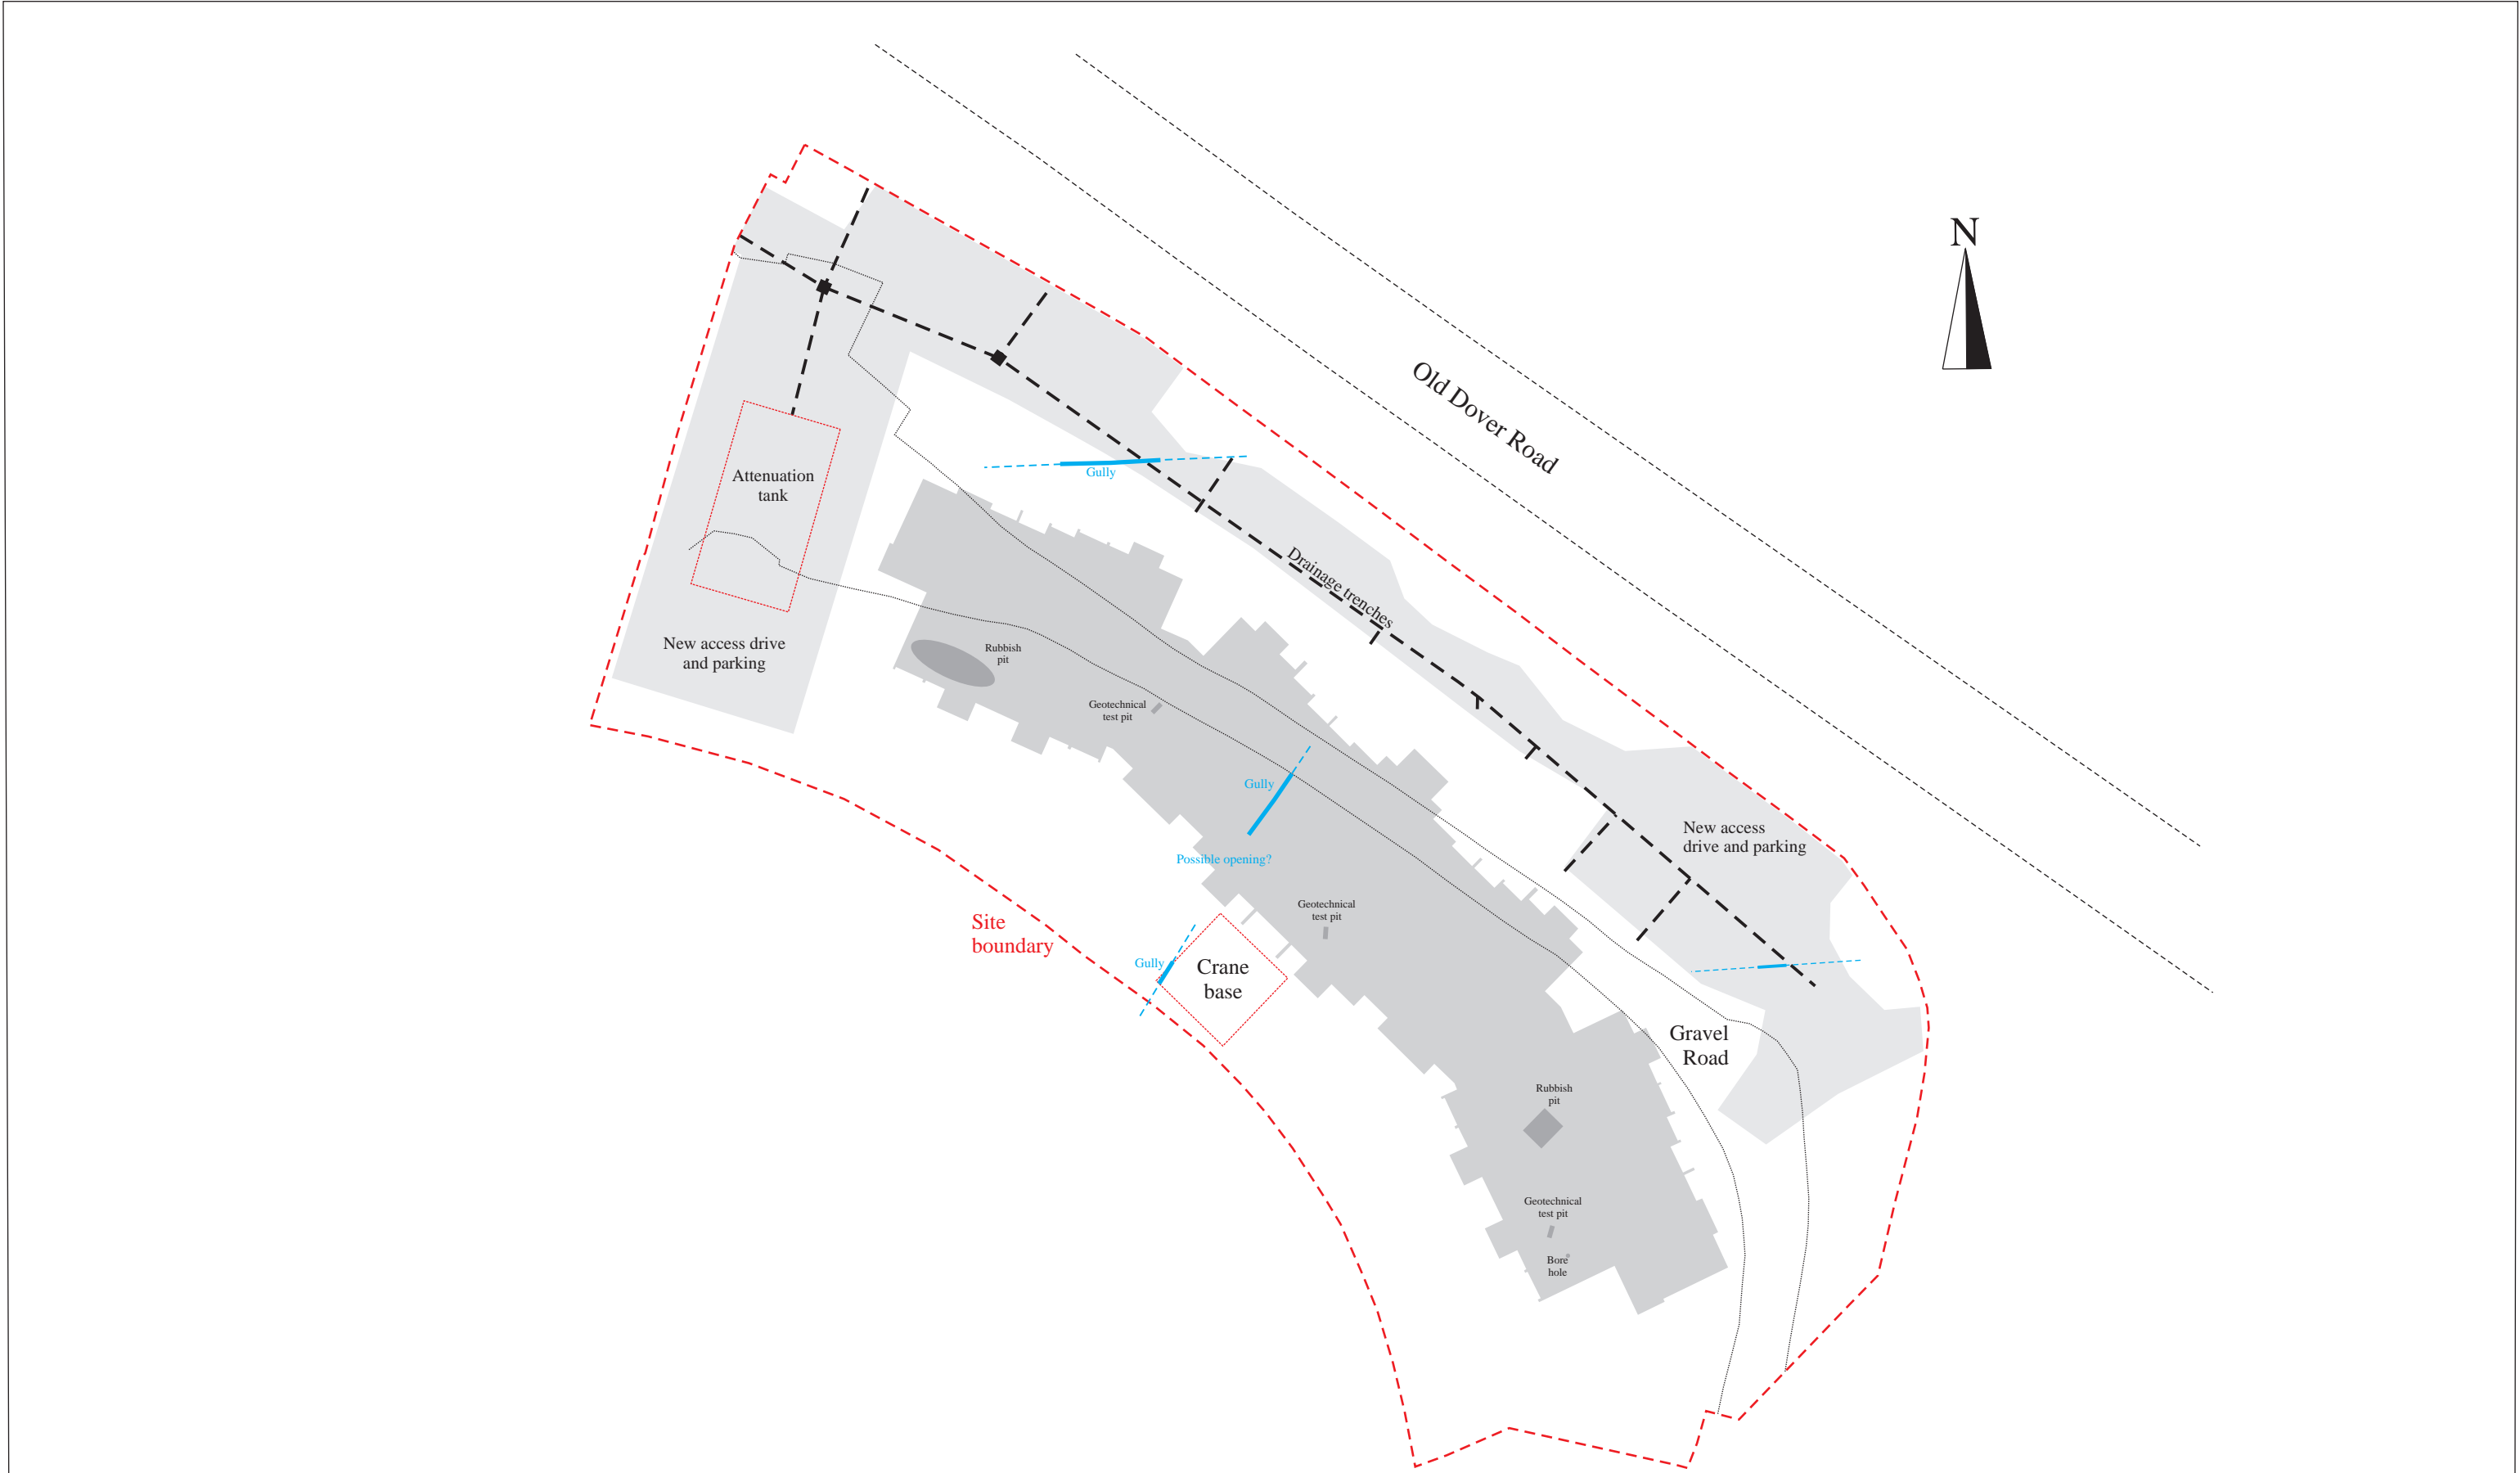 N
Old Dover Road
Gully
Attenuation
tank
Drainage trenches
New access drive
and parking
Rubbish
pit
Geotechnical
test pit
Gully
Possible opening?
New access
drive and parking
Geotechnical
test pit
Site
boundary
Gully
Crane
base
Gravel
Road
Rubbish
pit
Geotechnical
test pit
Bore
hole